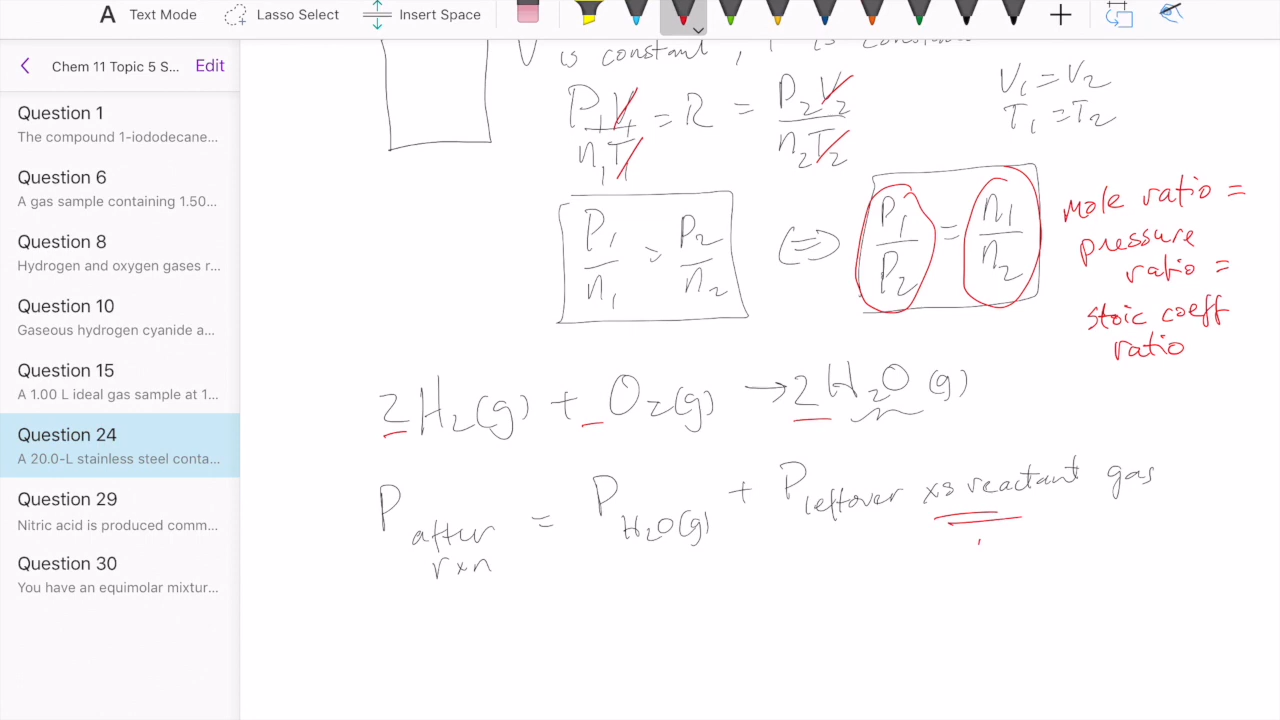 Text Mode
Lasso Select
Insert Space
Chem 11 Topic 5 S...
Edit
Question 1
The compound 1-iododecane...
Question 6
A gas sample containing 1.50...
Question 8
Hydrogen and oxygen gases r...
Question 10
Gaseous hydrogen cyanide a...
Question 15
A 1.00 L ideal gas sample at 1...
Question 24
A 20.0-L stainless steel conta...
Question 29
Nitric acid is produced comm...
Question 30
You have an equimolar mixtur...
V is constant, T is constant
P₁V₁/n₁T₁ = R = P₂V₂/n₂T₂
V₁ = V₂
T₁ = T₂
P₁/n₁ = P₂/n₂ ⟺ P₁/P₂ = n₁/n₂
mole ratio =
pressure
ratio =
stoic coeff
ratio
2H₂(g) + O₂(g) → 2H₂O (g)
P after rxn = P H₂O(g) + P leftover xs reactant gas